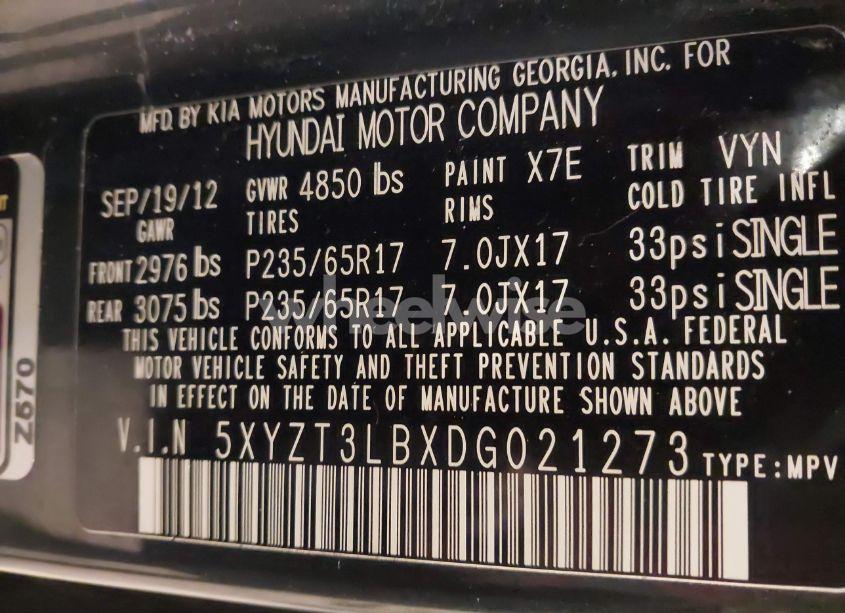 MFD. BY KIA MOTORS MANUFACTURING GEORGIA, INC. FOR
HYUNDAI MOTOR COMPANY
SEP/19/12 GVWR 4850 lbs PAINT X7E TRIM VYN
GAWR TIRES RIMS COLD TIRE INFL
FRONT 2976 lbs P235/65R17 7.0JX17 33psi SINGLE
REAR 3075 lbs P235/65R17 7.0JX17 33psi SINGLE
THIS VEHICLE CONFORMS TO ALL APPLICABLE U.S.A. FEDERAL
MOTOR VEHICLE SAFETY AND THEFT PREVENTION STANDARDS
IN EFFECT ON THE DATE OF MANUFACTURE SHOWN ABOVE
V.I.N 5XYZT3LBXDG021273 TYPE:MPV
Z670
wheelwise